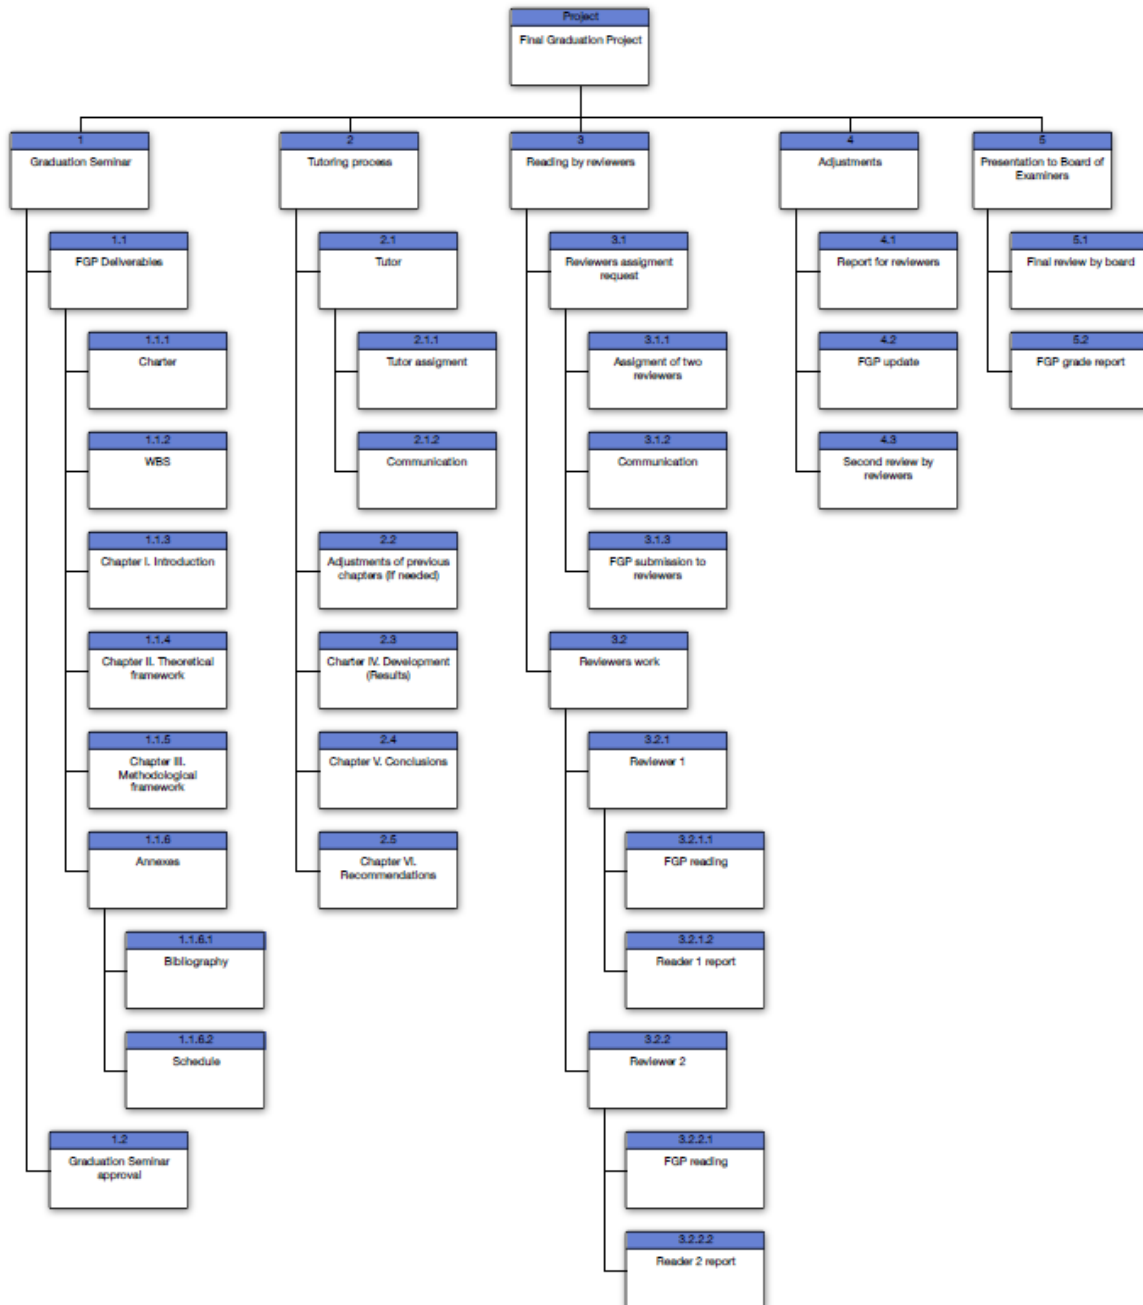 Project
Final Graduation Project
1
Graduation Seminar
1.1
FGP Deliverables
1.1.1
Charter
1.1.2
WBS
1.1.3
Chapter I. Introduction
1.1.4
Chapter II. Theoretical
framework
1.1.5
Chapter III.
Methodological
framework
1.1.6
Annexes
1.1.6.1
Bibliography
1.1.6.2
Schedule
1.2
Graduation Seminar
approval
2
Tutoring process
2.1
Tutor
2.1.1
Tutor assigment
2.1.2
Communication
2.2
Adjustments of previous
chapters (If needed)
2.3
Charter IV. Development
(Results)
2.4
Chapter V. Conclusions
2.5
Chapter VI.
Recommendations
3
Reading by reviewers
3.1
Reviewers assigment
request
3.1.1
Assigment of two
reviewers
3.1.2
Communication
3.1.3
FGP submission to
reviewers
3.2
Reviewers work
3.2.1
Reviewer 1
3.2.1.1
FGP reading
3.2.1.2
Reader 1 report
3.2.2
Reviewer 2
3.2.2.1
FGP reading
3.2.2.2
Reader 2 report
4
Adjustments
4.1
Report for reviewers
4.2
FGP update
4.3
Second review by
reviewers
5
Presentation to Board of
Examiners
5.1
Final review by board
5.2
FGP grade report